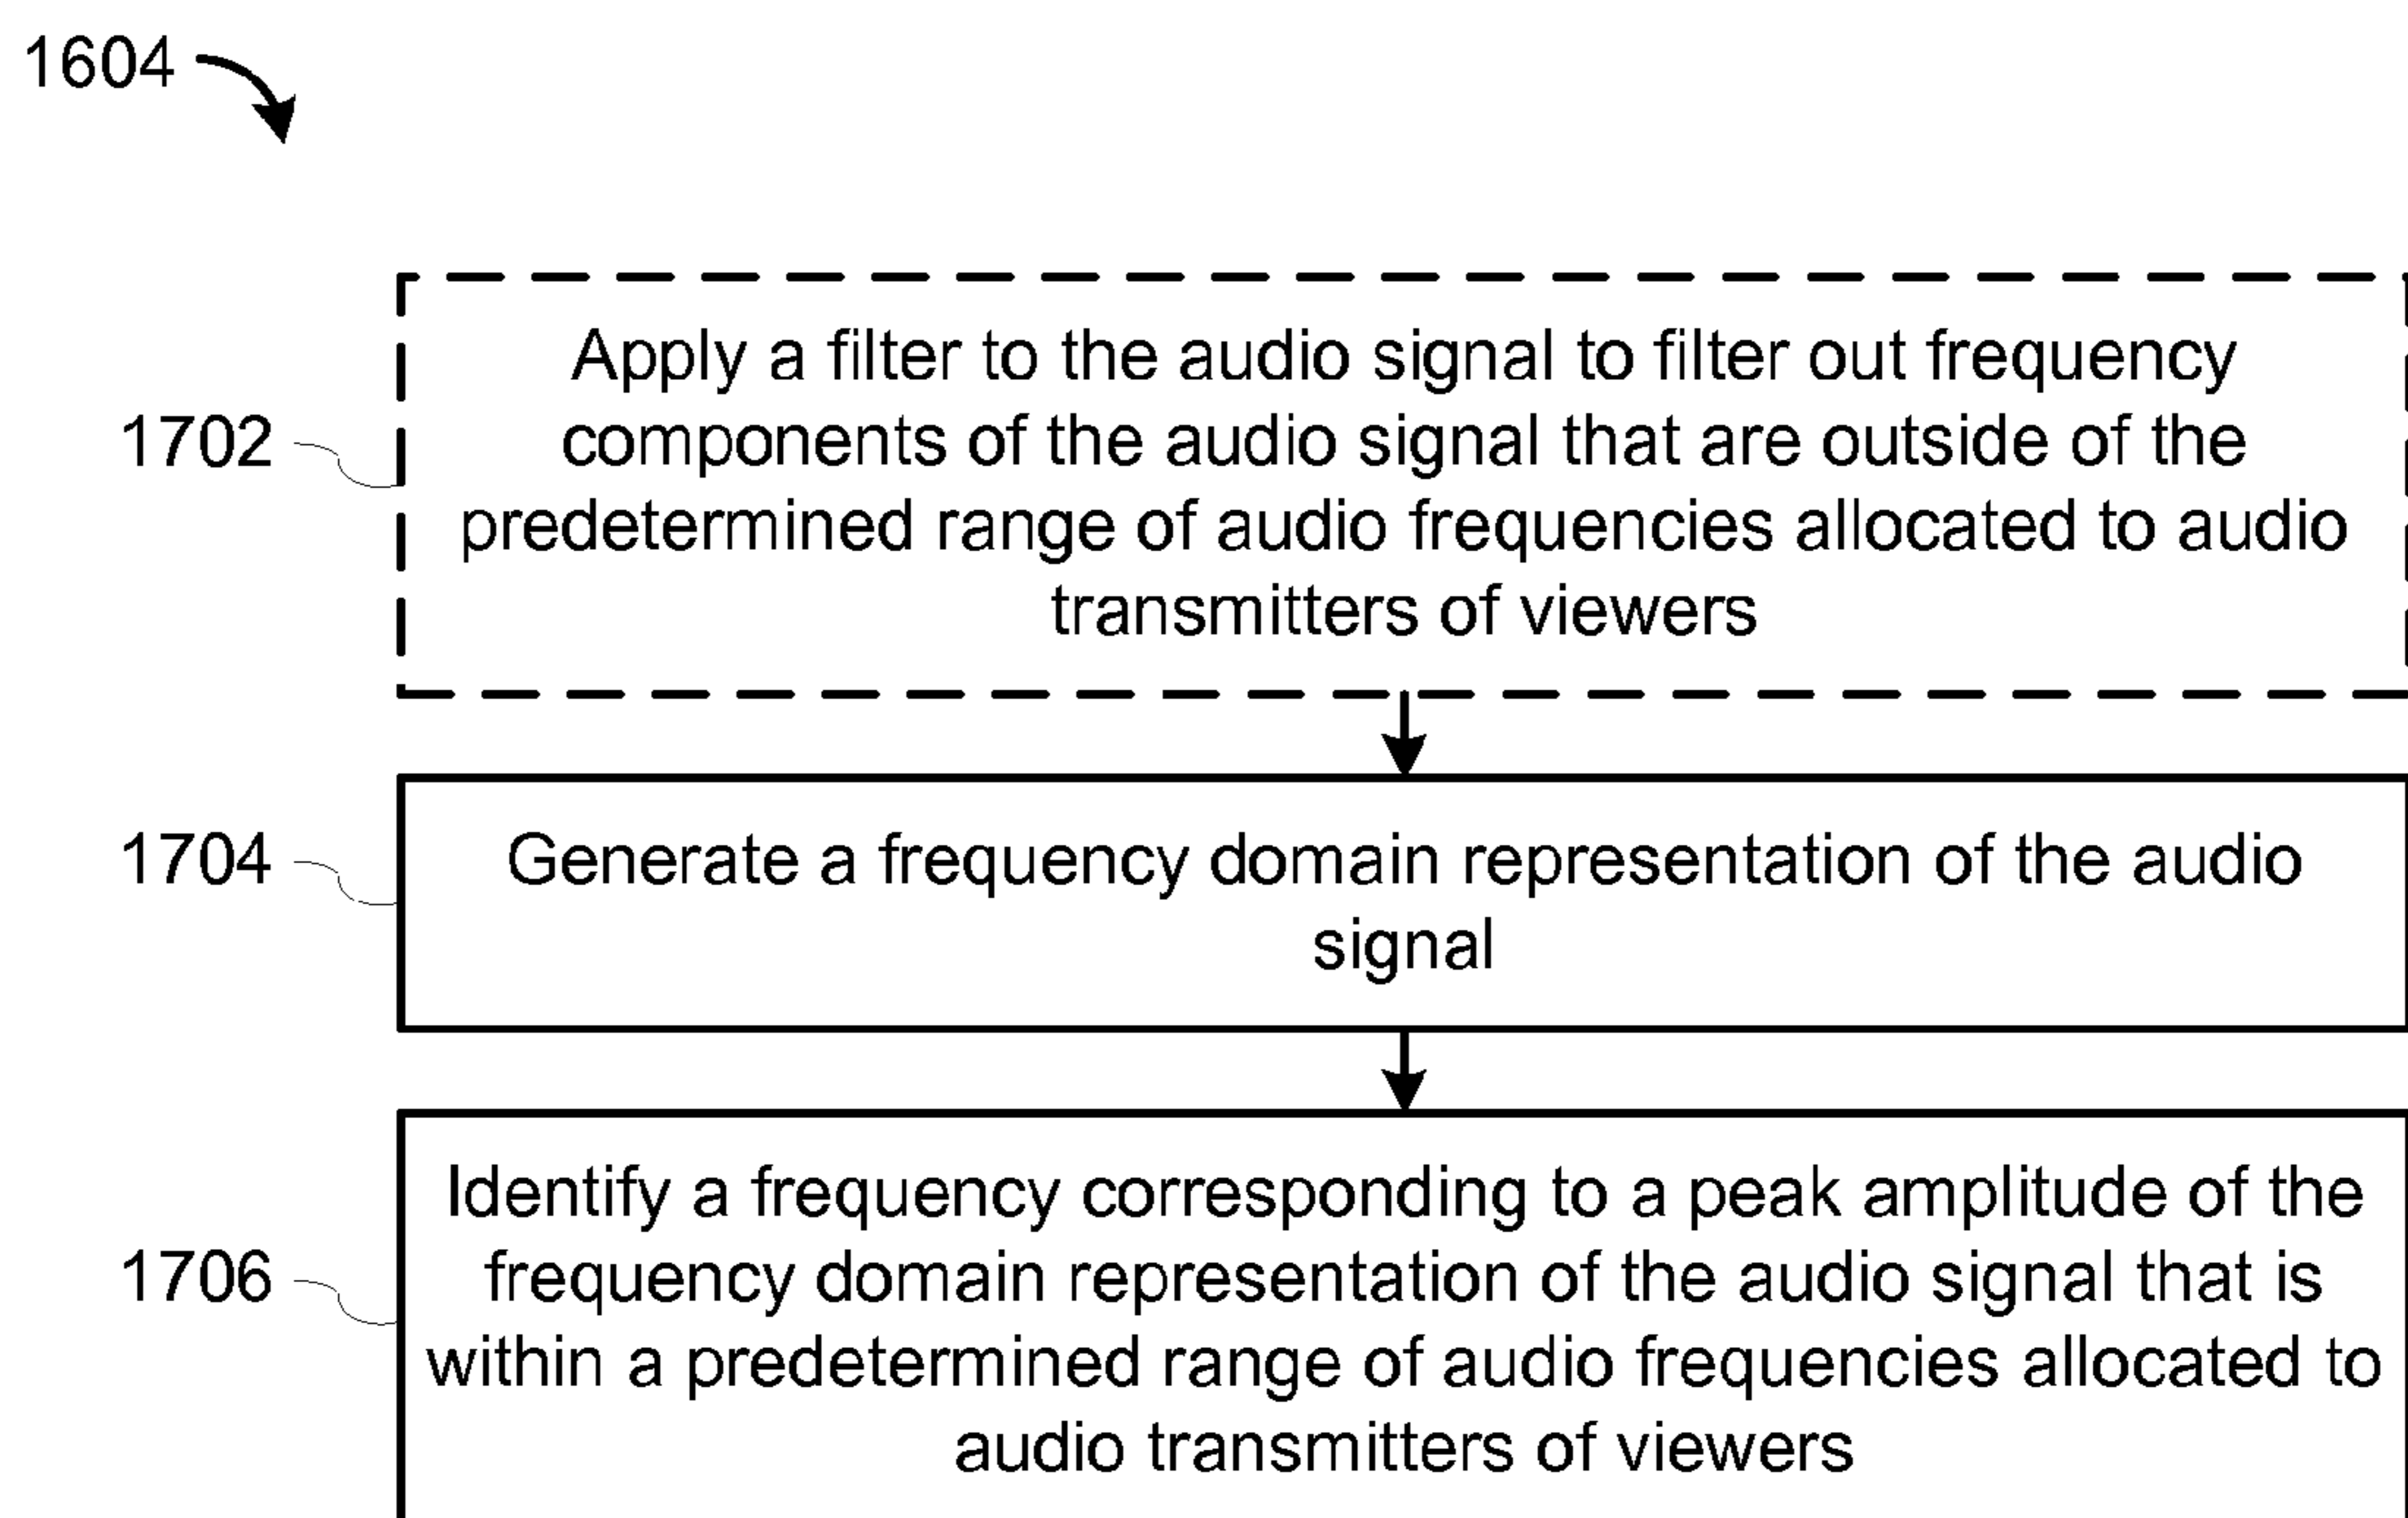 1604
Apply a filter to the audio signal to filter out frequency
components of the audio signal that are outside of the
1702
predetermined range of audio frequencies allocated to audio
transmitters of viewers
1704
Generate a frequency domain representation of the audio
signal
Identify a frequency corresponding to a peak amplitude of the
1706
frequency domain representation of the audio signal that is
within a predetermined range of audio frequencies allocated to
audio transmitters of viewers